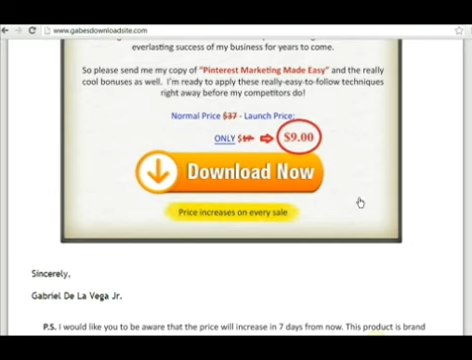 www.gabesdownloadsite.com
everlasting success of my business for years to come.
So please send me my copy of "Pinterest Marketing Made Easy" and the really
cool bonuses as well. I'm ready to apply these really-easy-to-follow techniques
right away before my competitors do!
Normal Price $37 - Launch Price:
ONLY $17 $9.00
Download Now
Price increases on every sale
Sincerely,
Gabriel De La Vega Jr.
P.S. I would like you to be aware that the price will increase in 7 days from now. This product is brand